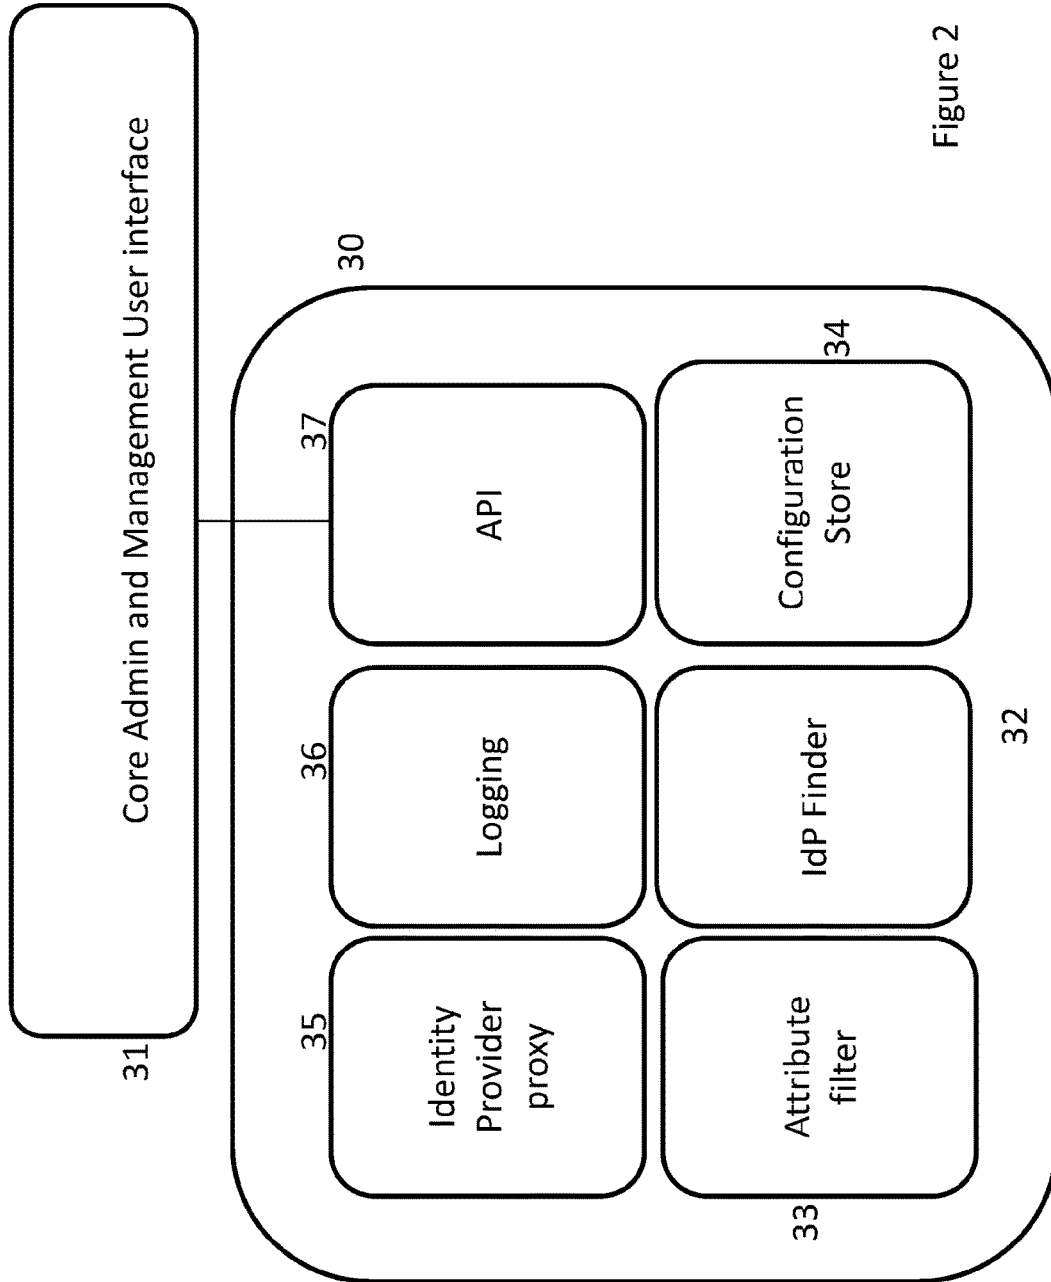 Core Admin and Management User interface
31
30
35
36
37
Identity
Provider
proxy
Logging
API
33
Attribute
filter
IdP Finder
Configuration
Store
34
32
Figure 2